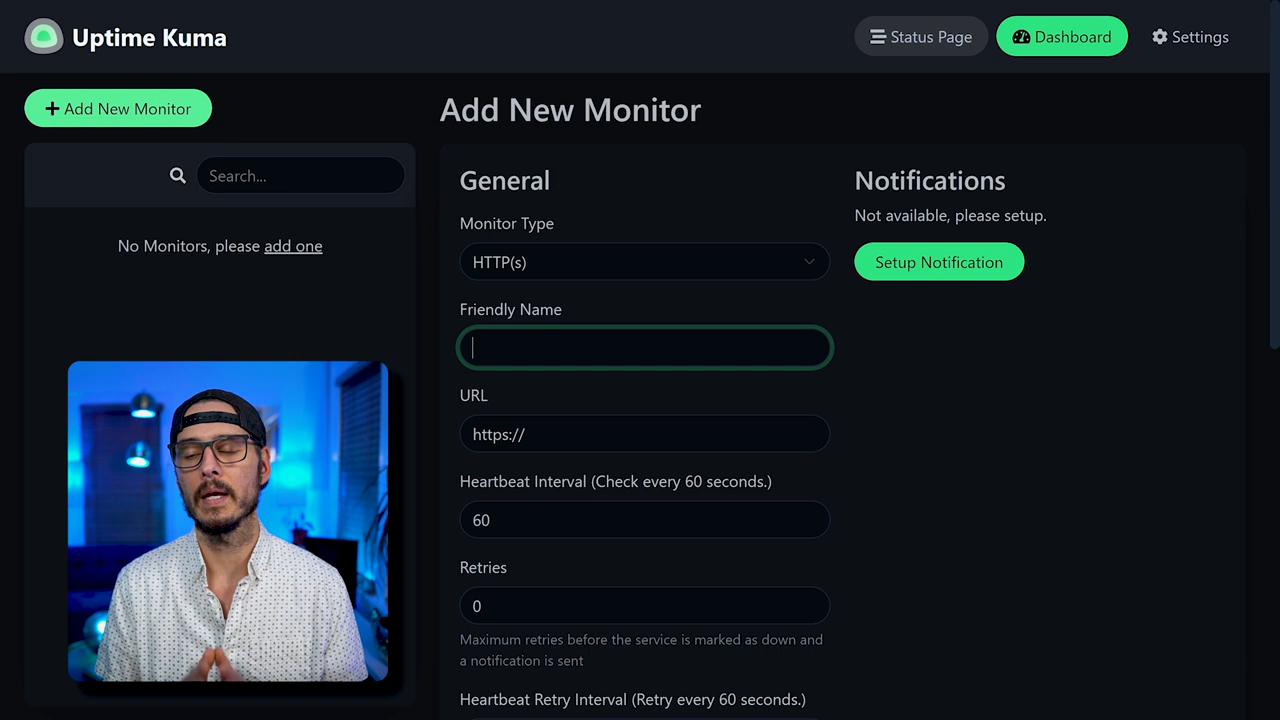 Uptime Kuma
Status Page
Dashboard
Settings
Add New Monitor
Search...
No Monitors, please add one
Add New Monitor
General
Monitor Type
HTTP(s)
Friendly Name
URL
https://
Heartbeat Interval (Check every 60 seconds.)
60
Retries
0
Maximum retries before the service is marked as down and
a notification is sent
Heartbeat Retry Interval (Retry every 60 seconds.)
Notifications
Not available, please setup.
Setup Notification